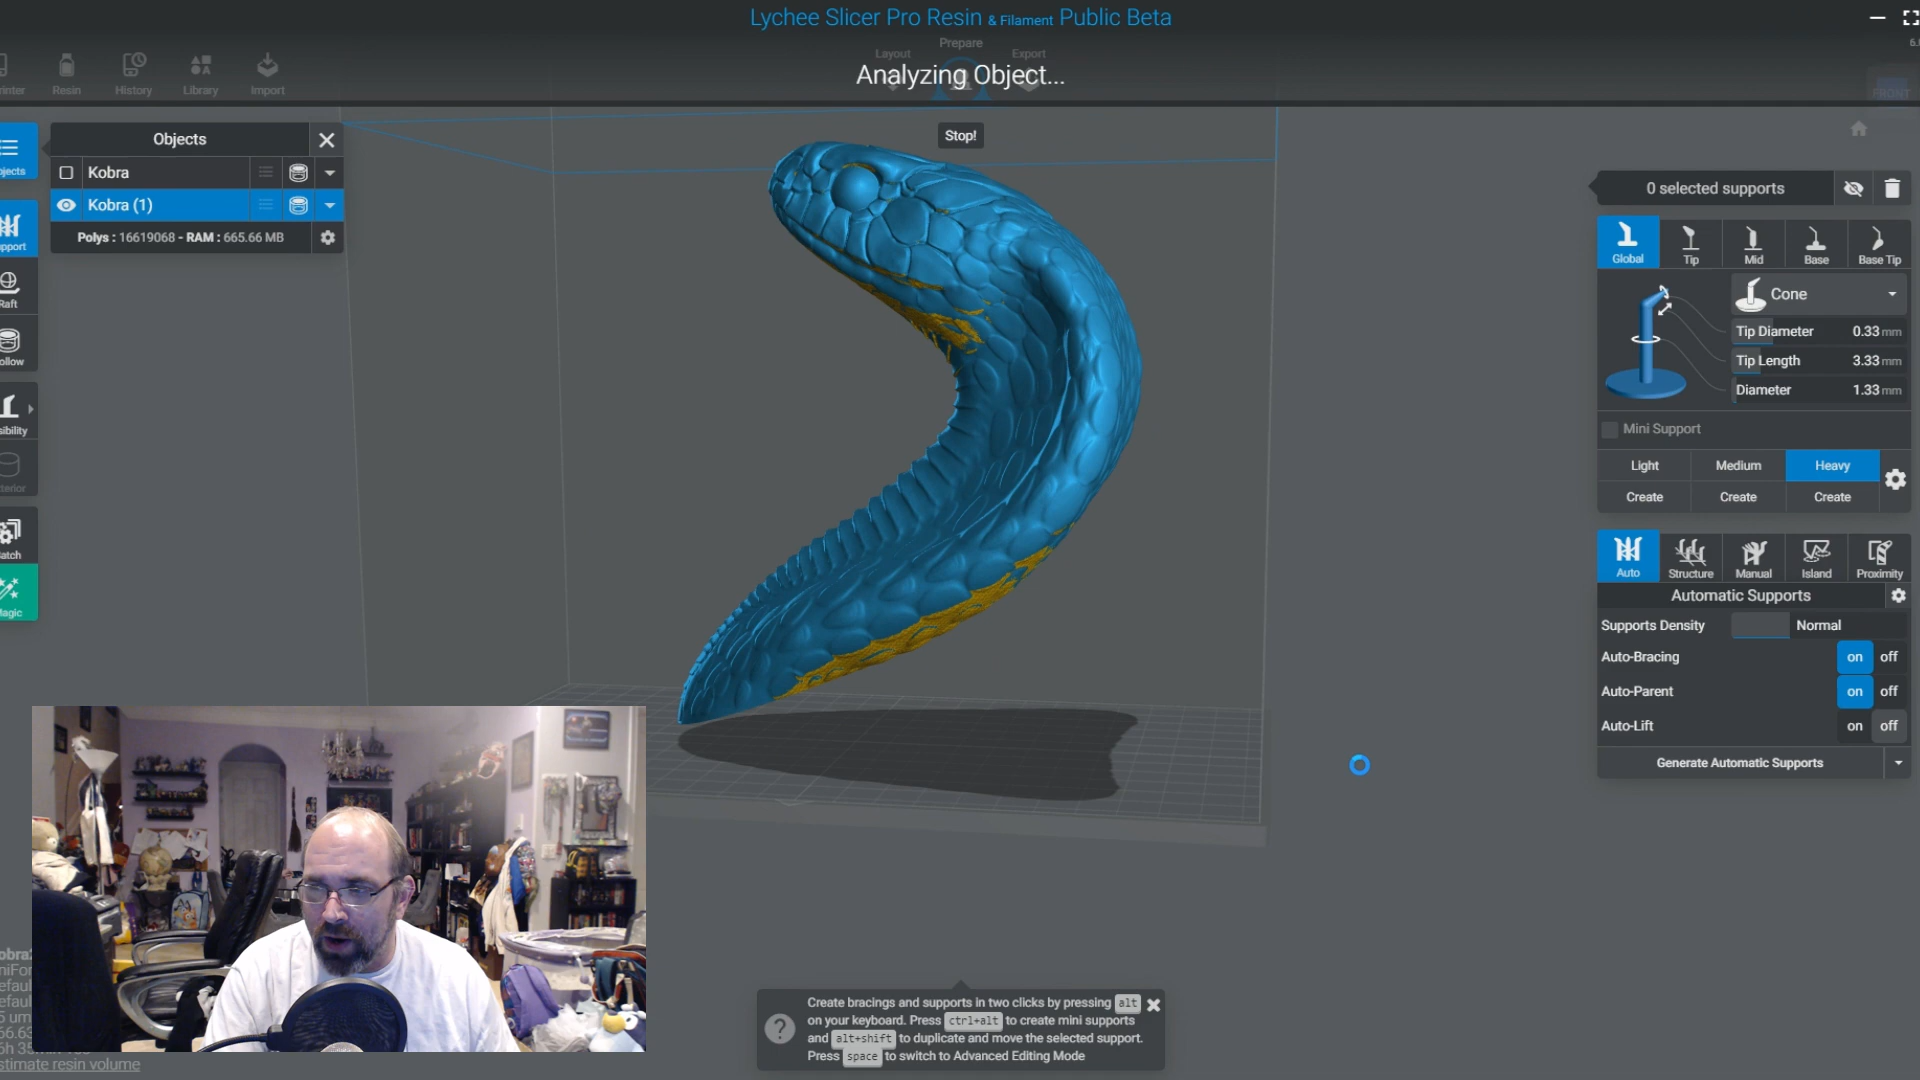 Lychee Slicer Pro Resin & Filament Public Beta
Layout
Prepare
Export
Analyzing Object...
Stop!
Resin
History
Library
Import
FRONT
Objects
Kobra
Kobra (1)
Polys : 16619068 - RAM : 665.66 MB
Raft
0 selected supports
Global
Tip
Mid
Base
Base Tip
Cone
Tip Diameter 0.33 mm
Tip Length 3.33 mm
Diameter 1.33 mm
Mini Support
Light
Medium
Heavy
Create
Create
Create
Auto
Structure
Manual
Island
Proximity
Automatic Supports
Supports Density Normal
Auto-Bracing on off
Auto-Parent on off
Auto-Lift on off
Generate Automatic Supports
Create bracings and supports in two clicks by pressing alt
on your keyboard. Press ctrl+alt to create mini supports
and alt+shift to duplicate and move the selected support.
Press space to switch to Advanced Editing Mode
stimate resin volume